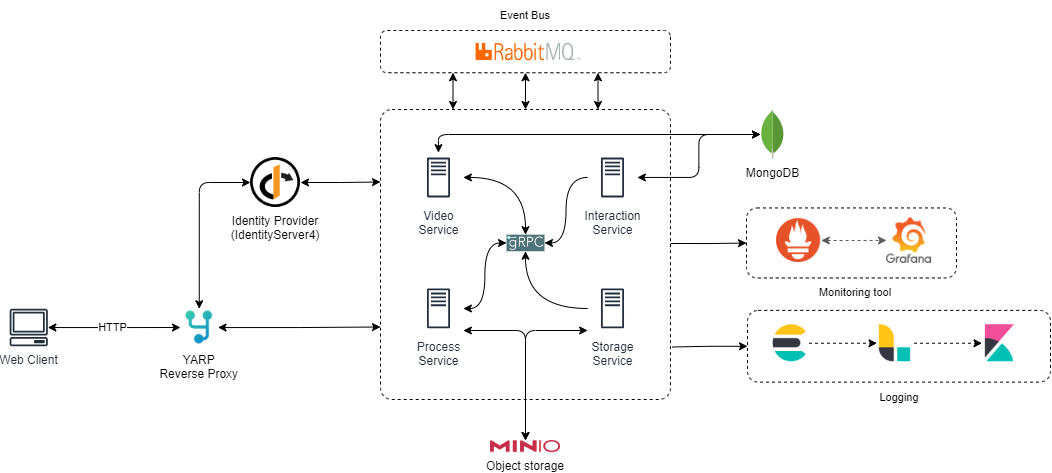 Event Bus
RabbitMQ
MongoDB
Identity Provider
(IdentityServer4)
Video
Service
Interaction
Service
gRPC
Grafana
Monitoring tool
HTTP
Web Client
YARP
Reverse Proxy
Process
Service
Storage
Service
Logging
MINIO
Object storage